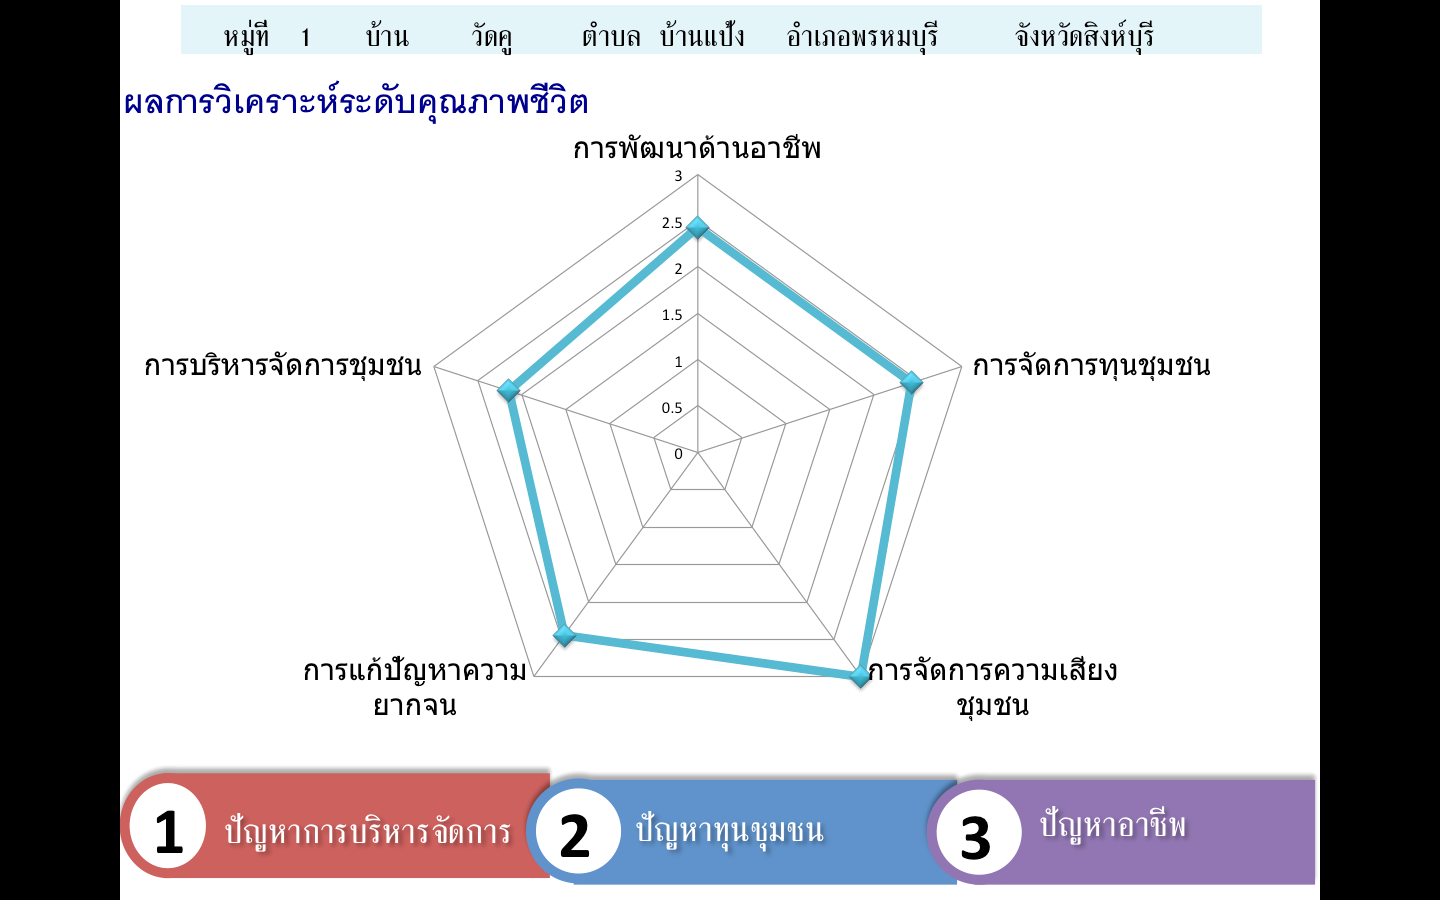 หมู่ที่ 1 บ้าน วัดคู ตำบล บ้านแป้ง อำเภอพรหมบุรี จังหวัดสิงห์บุรี
ผลการวิเคราะห์ระดับคุณภาพชีวิต
การพัฒนาด้านอาชีพ
3
2.5
2
1.5
1
0.5
0
การบริหารจัดการชุมชน
การจัดการทุนชุมชน
การแก้ปัญหาความ
ยากจน
การจัดการความเสี่ยง
ชุมชน
1 ปัญหาการบริหารจัดการ
2 ปัญหาทุนชุมชน
3 ปัญหาอาชีพ